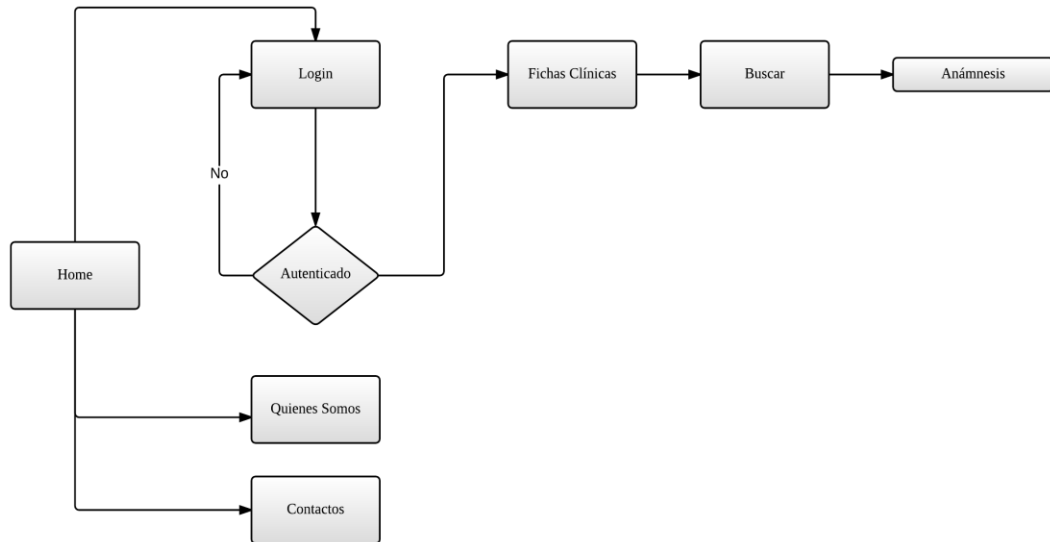 Login
Fichas Clínicas
Buscar
Anámnesis
No
Home
Autenticado
Quienes Somos
Contactos